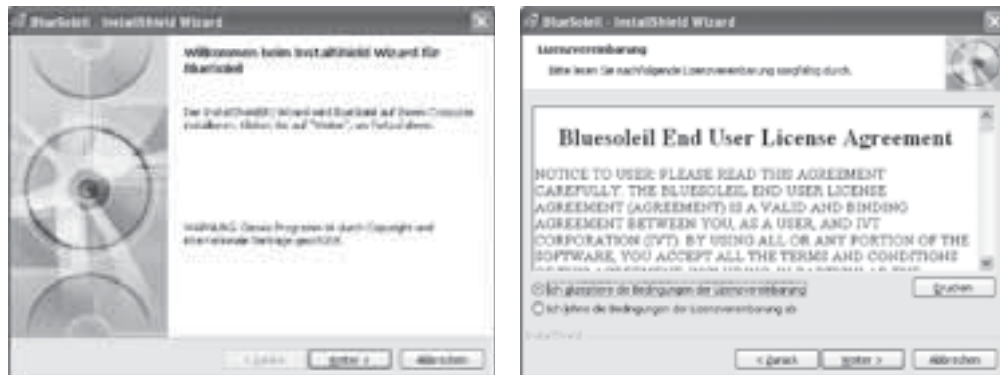 BlueSoleil - InstallShield Wizard
Willkommen beim InstallShield Wizard für
BlueSoleil
Der InstallShield(R) Wizard wird BlueSoleil auf Ihrem Computer
installieren. Klicken Sie auf "Weiter", um fortzufahren.
WARNUNG: Dieses Programm ist durch Copyright und
internationale Verträge geschützt.
< Zurück
Weiter >
Abbrechen
BlueSoleil - InstallShield Wizard
Lizenzvereinbarung
Bitte lesen Sie nachfolgende Lizenzvereinbarung sorgfältig durch.
Bluesoleil End User License Agreement
NOTICE TO USER: PLEASE READ THIS AGREEMENT
CAREFULLY. THE BLUESOLEIL END USER LICENSE
AGREEMENT (AGREEMENT) IS A VALID AND BINDING
AGREEMENT BETWEEN YOU, AS A USER, AND IVT
CORPORATION (IVT). BY USING ALL OR ANY PORTION OF THE
SOFTWARE, YOU ACCEPT ALL THE TERMS AND CONDITIONS
Ich akzeptiere die Bedingungen der Lizenzvereinbarung
Ich lehne die Bedingungen der Lizenzvereinbarung ab
Drucken
InstallShield
< Zurück
Weiter >
Abbrechen